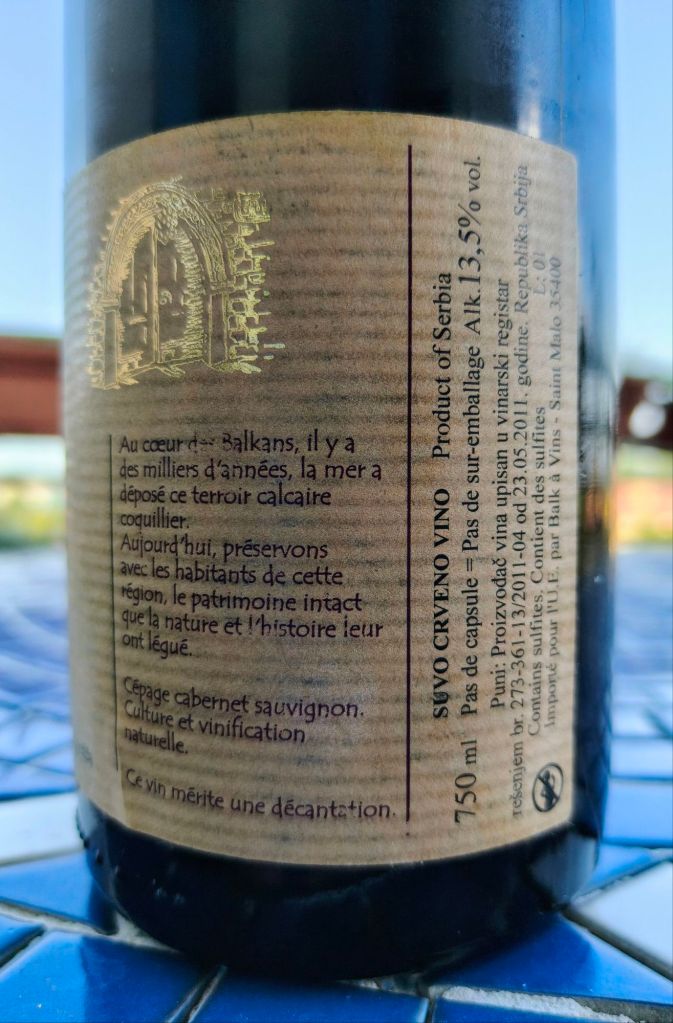 Au cœur des Balkans, il y a
des milliers d'années, la mer a
déposé ce terroir calcaire
coquillier.
Aujourd'hui, préservons
avec les habitants de cette
région, le patrimoine intact
que la nature et l'histoire leur
ont légué.
Cépage cabernet sauvignon.
Culture et vinification
naturelle.
Ce vin mérite une décantation.
SUVO CRVENO VINO Product of Serbia
750 ml Pas de capsule = Pas de sur-emballage Alk.13,5% vol.
Puni: Proizvođač vina upisan u vinarski registar
rešenjem br. 273-361-13/2011-04 od 23.05.2011. godine. Republika Srbija
Contains sulfites. Contient des sulfites L: 01
Importé pour l'U.E. par Balk à Vins - Saint Malo 35400